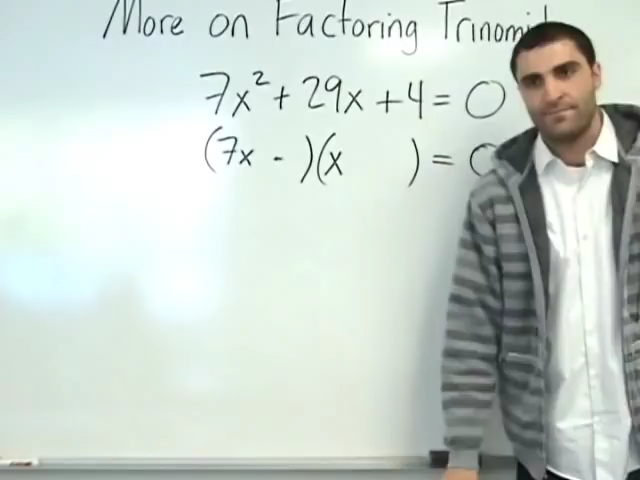 More on Factoring Trinomi
7x² + 29x + 4 = 0
(7x - )(x ) = 0